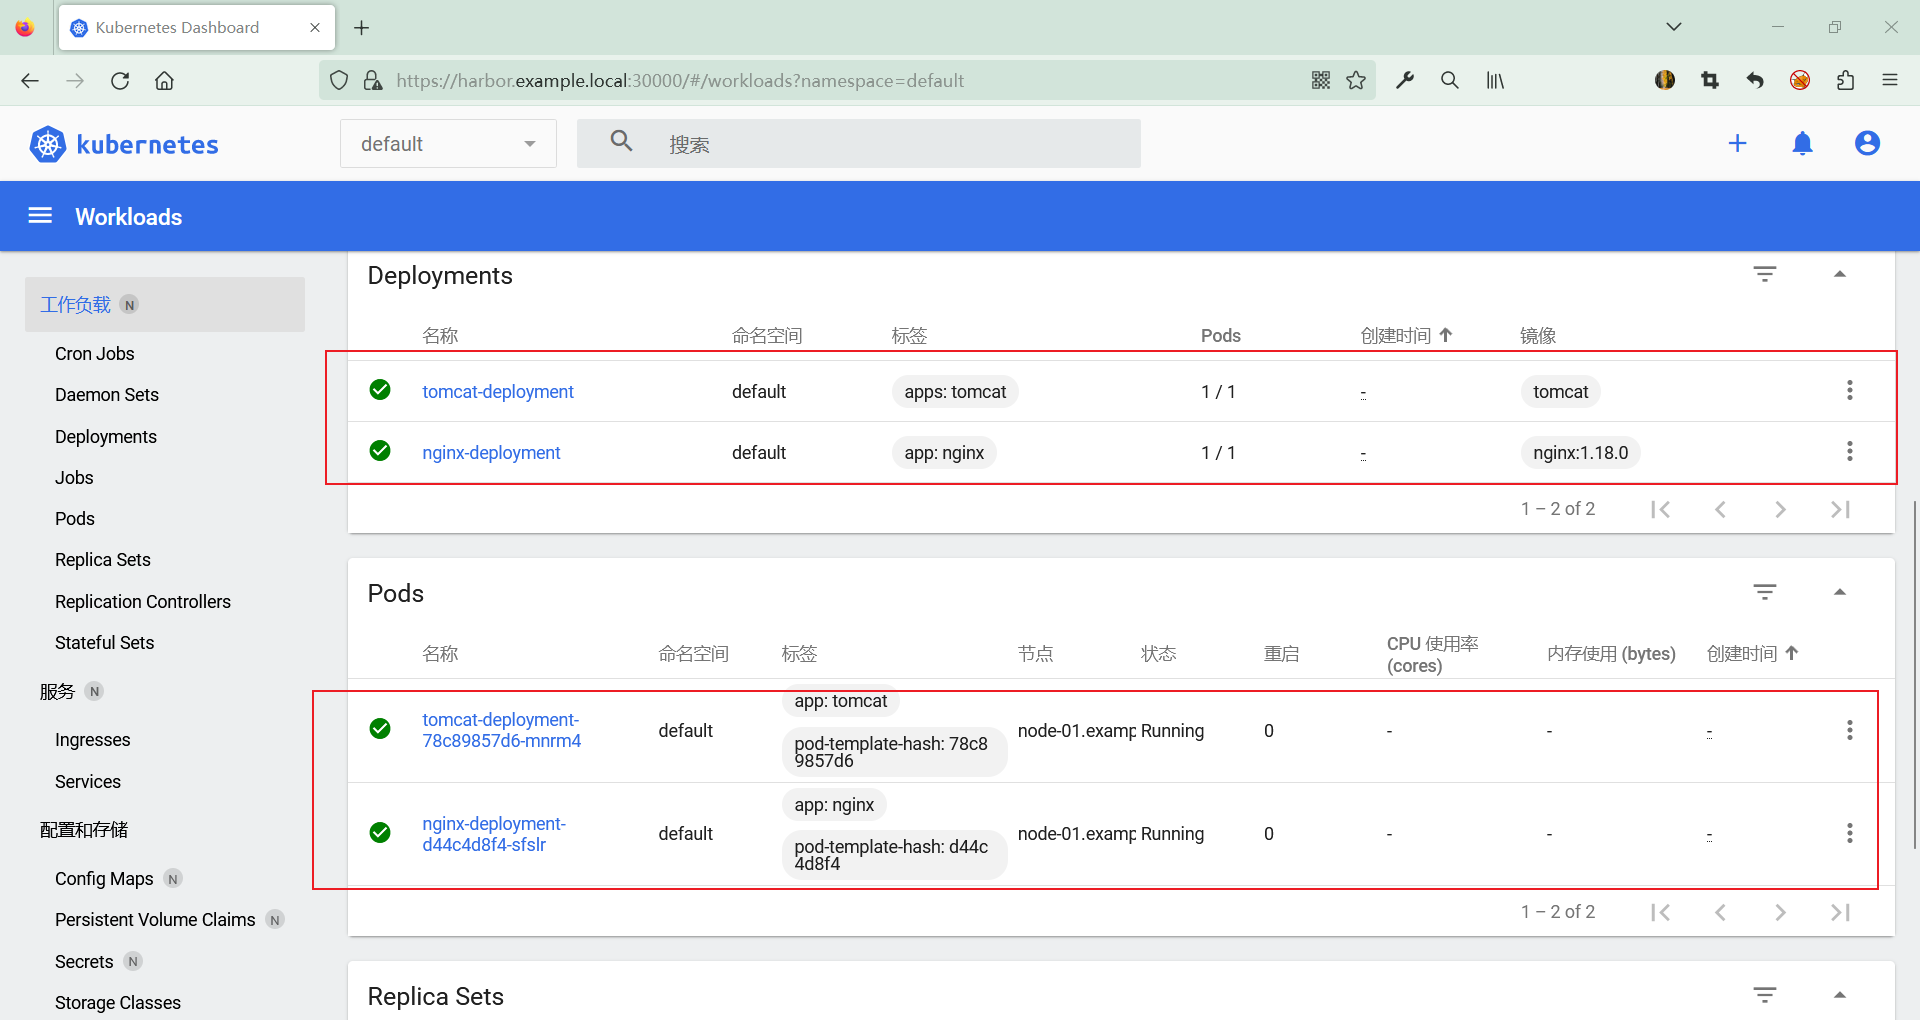 Kubernetes Dashboard
https://harbor.example.local:30000/#/workloads?namespace=default
kubernetes
default
搜索
Workloads
工作负载 N
Cron Jobs
Daemon Sets
Deployments
Jobs
Pods
Replica Sets
Replication Controllers
Stateful Sets
服务 N
Ingresses
Services
配置和存储
Config Maps N
Persistent Volume Claims N
Secrets N
Storage Classes
Deployments
名称 命名空间 标签 Pods 创建时间 镜像
tomcat-deployment default apps: tomcat 1 / 1 - tomcat
nginx-deployment default app: nginx 1 / 1 - nginx:1.18.0
1 – 2 of 2
Pods
名称 命名空间 标签 节点 状态 重启 CPU 使用率 (cores) 内存使用 (bytes) 创建时间
app: tomcat
tomcat-deployment-
78c89857d6-mnrm4
default
pod-template-hash: 78c8
9857d6
node-01.examp Running 0 - - -
app: nginx
nginx-deployment-
d44c4d8f4-sfslr
default
pod-template-hash: d44c
4d8f4
node-01.examp Running 0 - - -
1 – 2 of 2
Replica Sets